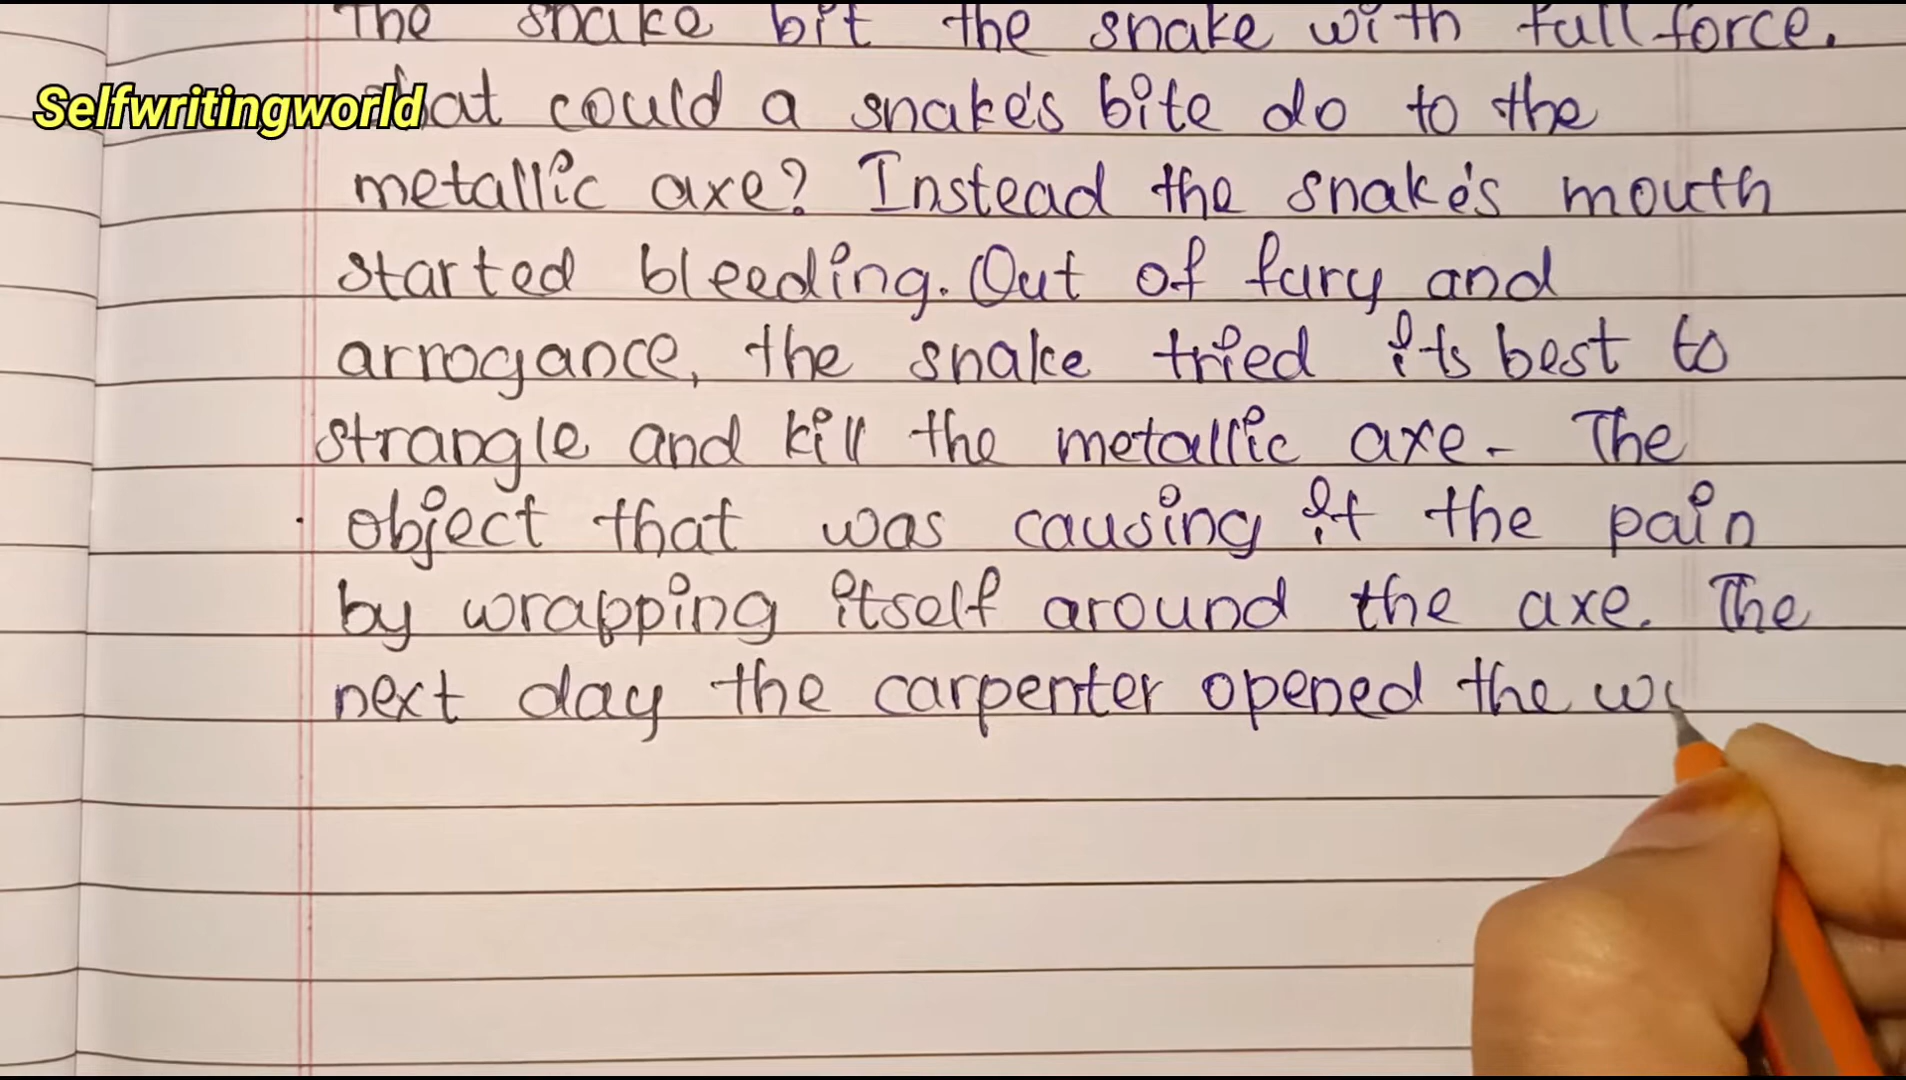 The snake bit the snake with full force.
Selfwritingworld
hat could a snake's bite do to the
metallic axe? Instead the snake's mouth
started bleeding. Out of fury and
arrogance, the snake tried its best to
strangle and kill the metallic axe- The
object that was causing it the pain
by wrapping itself around the axe. The
next day the carpenter opened the